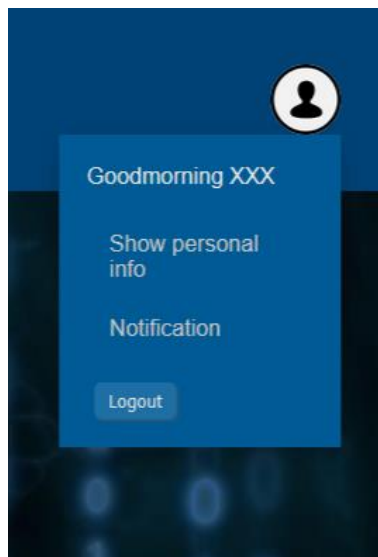 Goodmorning XXX
Show personal
info
Notification
Logout